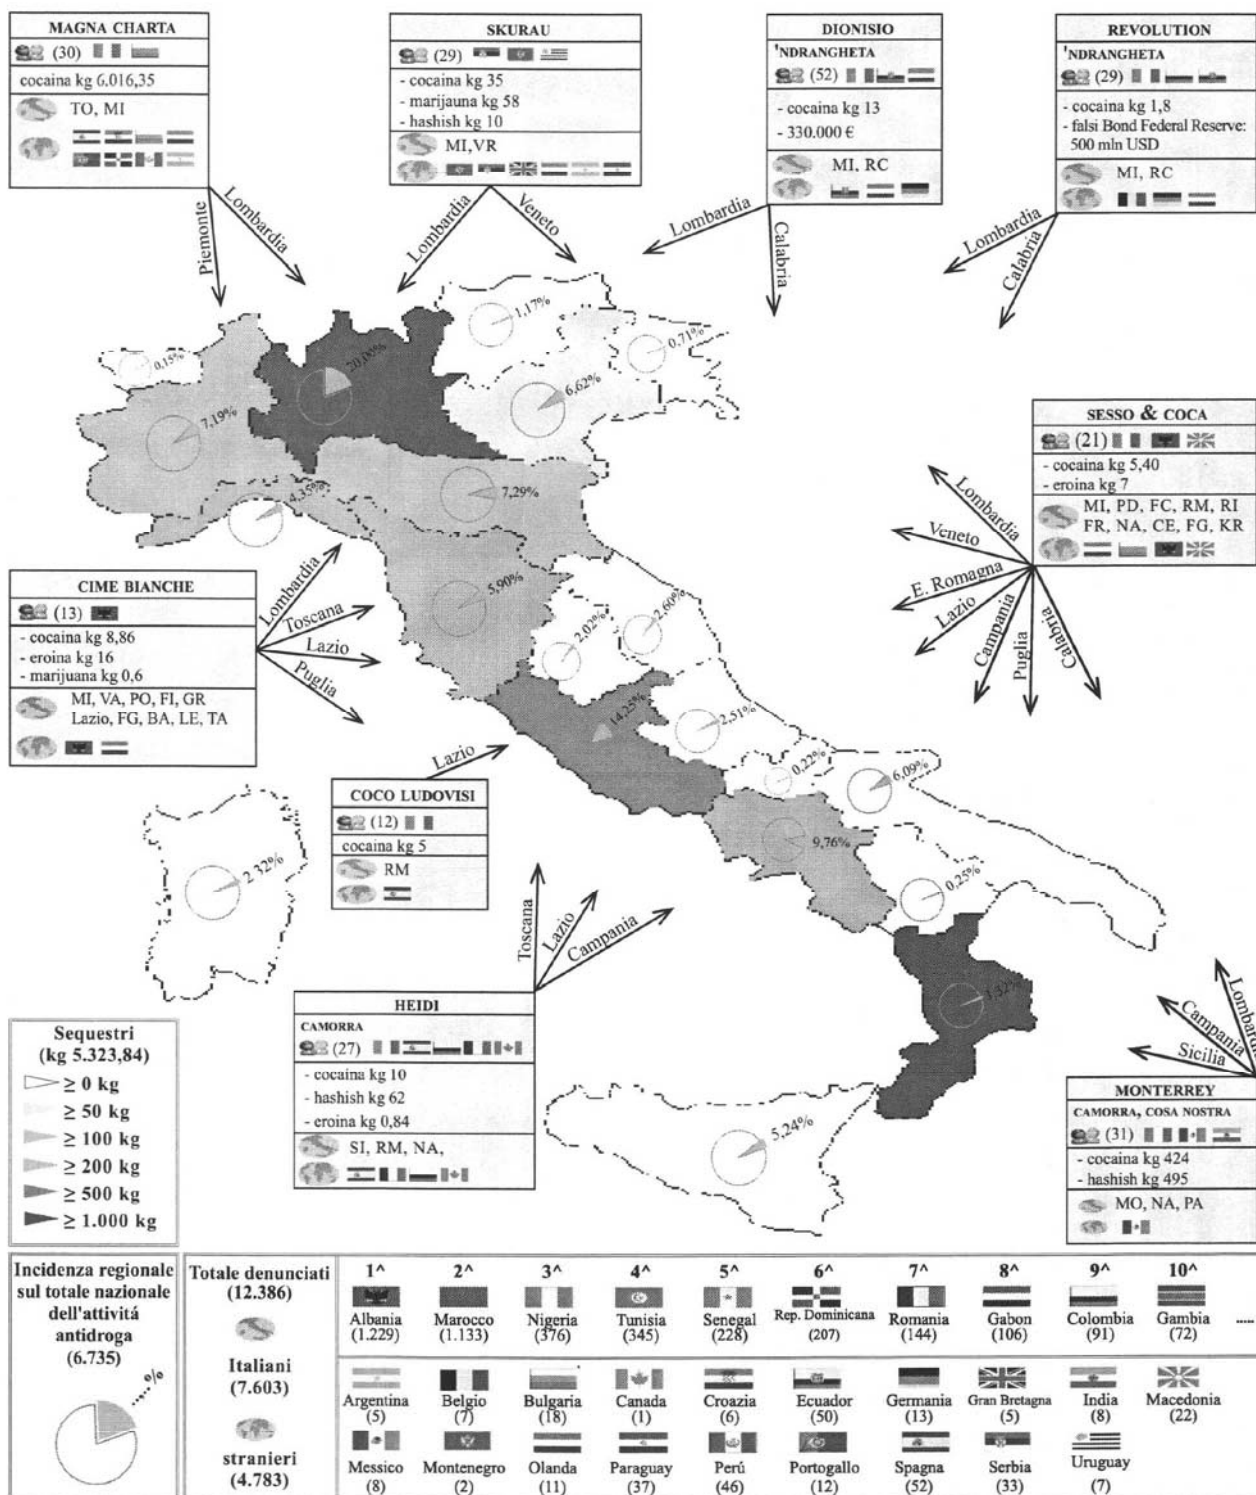 MAGNA CHARTA
(30)
cocaina kg 6.016,35
TO, MI
SKURAU
(29)
- cocaina kg 35
- marijauna kg 58
- hashish kg 10
MI,VR
DIONISIO
'NDRANGHETA
(52)
- cocaina kg 13
- 330.000 €
MI, RC
REVOLUTION
'NDRANGHETA
(29)
- cocaina kg 1,8
- falsi Bond Federal Reserve:
500 mln USD
MI, RC
Piemonte
Lombardia
Lombardia
Veneto
Lombardia
Calabria
Lombardia
Calabria
0,15%
7,19%
20,00%
1,17%
0,71%
6,62%
4,35%
7,29%
5,90%
2,02%
2,60%
14,25%
2,51%
0,22%
6,09%
9,76%
0,25%
2,32%
1,32%
5,24%
SESSO & COCA
(21)
- cocaina kg 5,40
- eroina kg 7
MI, PD, FC, RM, RI
FR, NA, CE, FG, KR
Lombardia
Veneto
E. Romagna
Lazio
Campania
Puglia
Calabria
CIME BIANCHE
(13)
- cocaina kg 8,86
- eroina kg 16
- marijuana kg 0,6
MI, VA, PO, FI, GR
Lazio, FG, BA, LE, TA
Lombardia
Toscana
Lazio
Puglia
Lazio
COCO LUDOVISI
(12)
cocaina kg 5
RM
Toscana
Lazio
Campania
HEIDI
CAMORRA
(27)
- cocaina kg 10
- hashish kg 62
- eroina kg 0,84
SI, RM, NA,
Lombardia
Campania
Sicilia
MONTERREY
CAMORRA, COSA NOSTRA
(31)
- cocaina kg 424
- hashish kg 495
MO, NA, PA
Sequestri
(kg 5.323,84)
≥ 0 kg
≥ 50 kg
≥ 100 kg
≥ 200 kg
≥ 500 kg
≥ 1.000 kg
Incidenza regionale
sul totale nazionale
dell'attivitá
antidroga
(6.735)
..... %
Totale denunciati
(12.386)
Italiani
(7.603)
stranieri
(4.783)
1^ 2^ 3^ 4^ 5^ 6^ 7^ 8^ 9^ 10^
Albania Marocco Nigeria Tunisia Senegal Rep. Dominicana Romania Gabon Colombia Gambia .....
(1.229) (1.133) (376) (345) (228) (207) (144) (106) (91) (72)
Argentina Belgio Bulgaria Canada Croazia Ecuador Germania Gran Bretagna India Macedonia
(5) (7) (18) (1) (6) (50) (13) (5) (8) (22)
Messico Montenegro Olanda Paraguay Perú Portogallo Spagna Serbia Uruguay
(8) (2) (11) (37) (46) (12) (52) (33) (7)